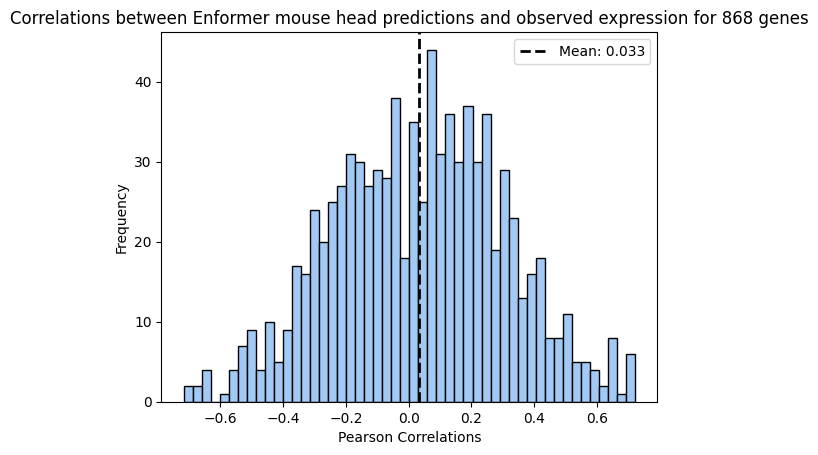 Correlations between Enformer mouse head predictions and observed expression for 868 genes
Mean: 0.033
Frequency
40
30
20
10
0
−0.6 −0.4 −0.2 0.0 0.2 0.4 0.6
Pearson Correlations